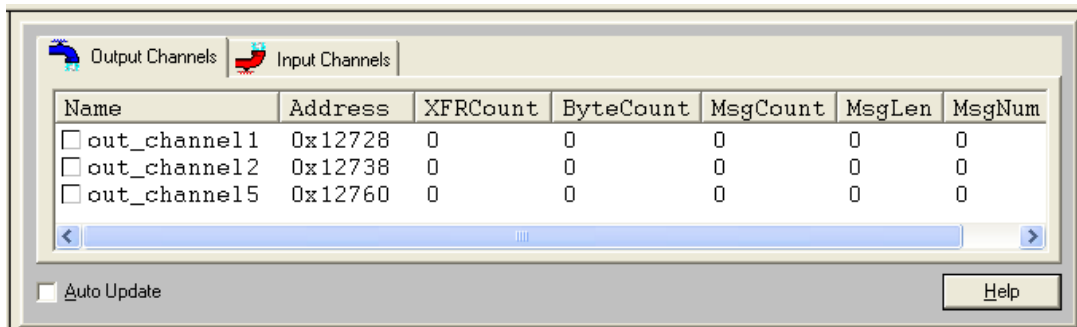 Output Channels Input Channels
Name Address XFRCount ByteCount MsgCount MsgLen MsgNum
out_channel1 0x12728 0 0 0 0 0
out_channel2 0x12738 0 0 0 0 0
out_channel5 0x12760 0 0 0 0 0
Auto Update Help